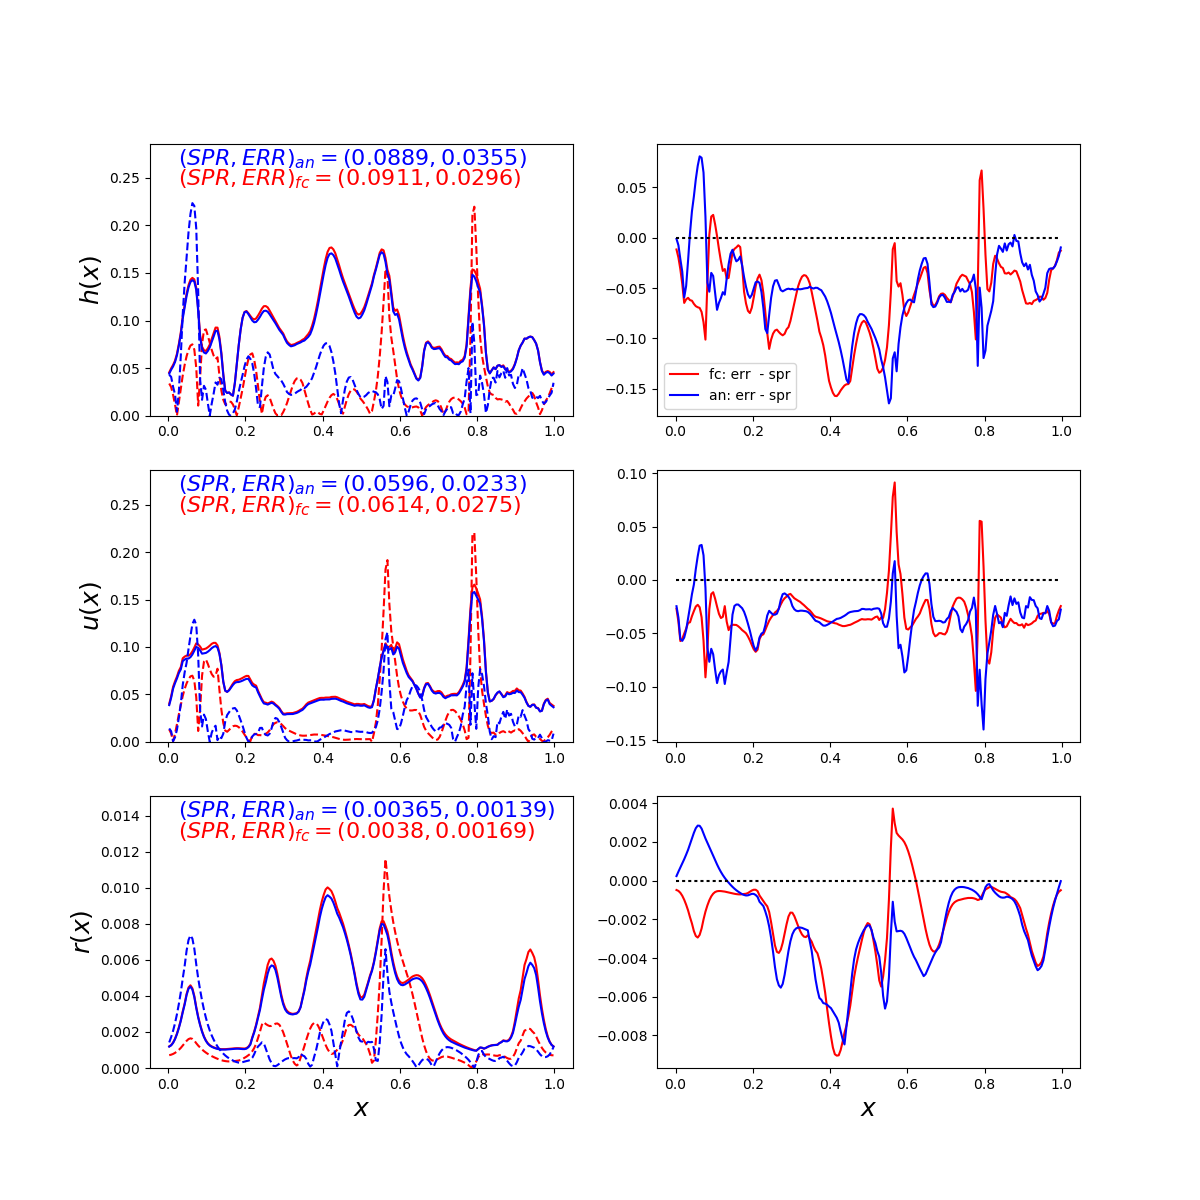 (SPR, ERR)an = (0.0889, 0.0355)
(SPR, ERR)fc = (0.0911, 0.0296)
h(x)
0.25
0.20
0.15
0.10
0.05
0.00
0.0 0.2 0.4 0.6 0.8 1.0
0.05
0.00
−0.05
−0.10
−0.15
fc: err - spr
an: err - spr
0.0 0.2 0.4 0.6 0.8 1.0
(SPR, ERR)an = (0.0596, 0.0233)
(SPR, ERR)fc = (0.0614, 0.0275)
u(x)
0.25
0.20
0.15
0.10
0.05
0.00
0.0 0.2 0.4 0.6 0.8 1.0
0.10
0.05
0.00
−0.05
−0.10
−0.15
0.0 0.2 0.4 0.6 0.8 1.0
(SPR, ERR)an = (0.00365, 0.00139)
(SPR, ERR)fc = (0.0038, 0.00169)
r(x)
0.014
0.012
0.010
0.008
0.006
0.004
0.002
0.000
0.0 0.2 0.4 0.6 0.8 1.0
x
0.004
0.002
0.000
−0.002
−0.004
−0.006
−0.008
0.0 0.2 0.4 0.6 0.8 1.0
x